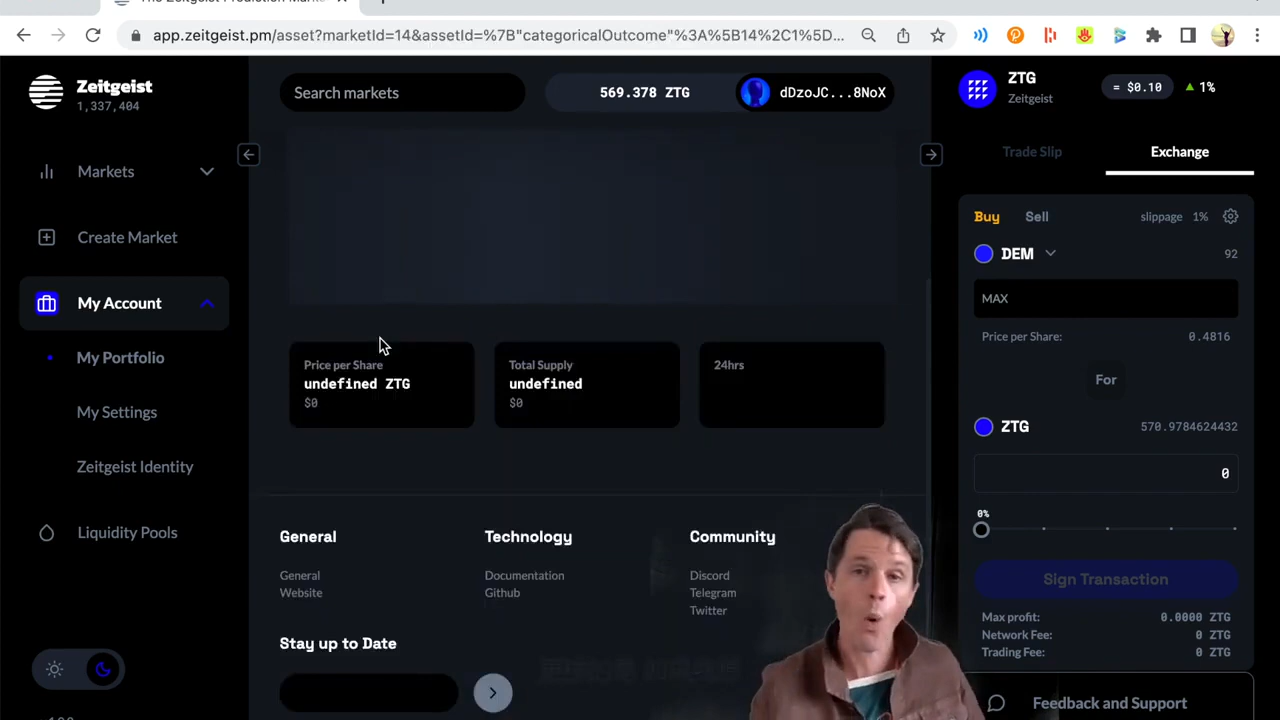 app.zeitgeist.pm/asset?marketId=14&assetId=%7B"categoricalOutcome"%3A%5B14%2C1%5D...
Zeitgeist
1,337,404
Markets
Create Market
My Account
My Portfolio
My Settings
Zeitgeist Identity
Liquidity Pools
Search markets
569.378 ZTG
dDzoJC...8NoX
Price per Share
undefined ZTG
$0
Total Supply
undefined
$0
24hrs
General
General
Website
Technology
Documentation
Github
Community
Discord
Telegram
Twitter
Stay up to Date
ZTG
Zeitgeist
= $0.10
1%
Trade Slip
Exchange
Buy
Sell
slippage 1%
DEM
92
MAX
Price per Share:
0.4816
For
ZTG
570.9784624432
0
0%
Sign Transaction
Max profit:
0.0000 ZTG
Network Fee:
0 ZTG
Trading Fee:
0 ZTG
Feedback and Support